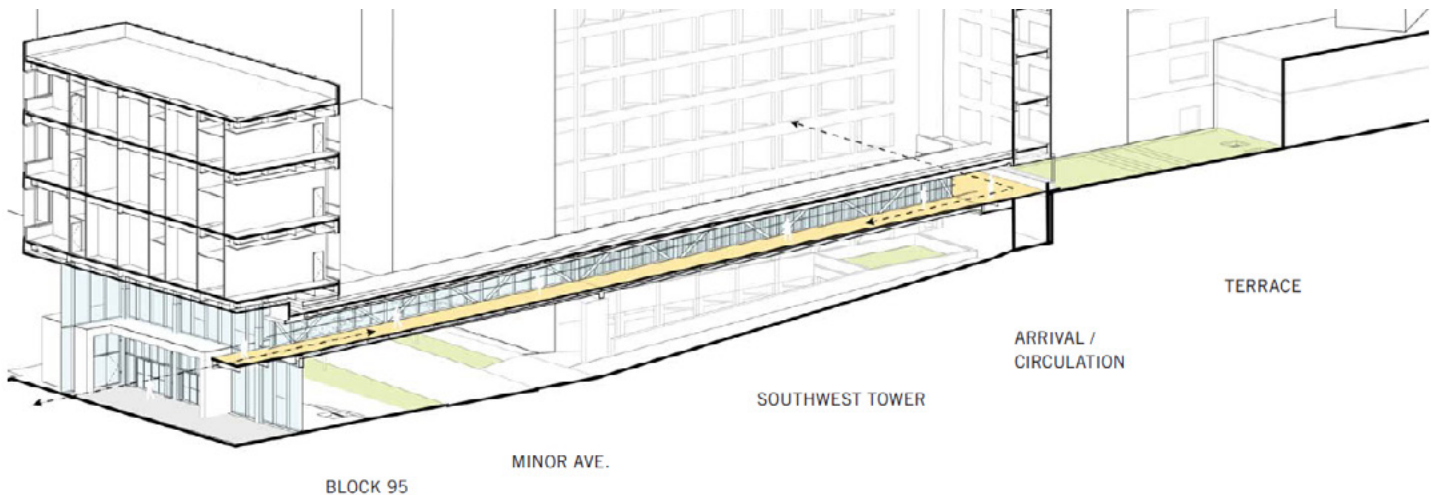 TERRACE
ARRIVAL /
CIRCULATION
SOUTHWEST TOWER
MINOR AVE.
BLOCK 95